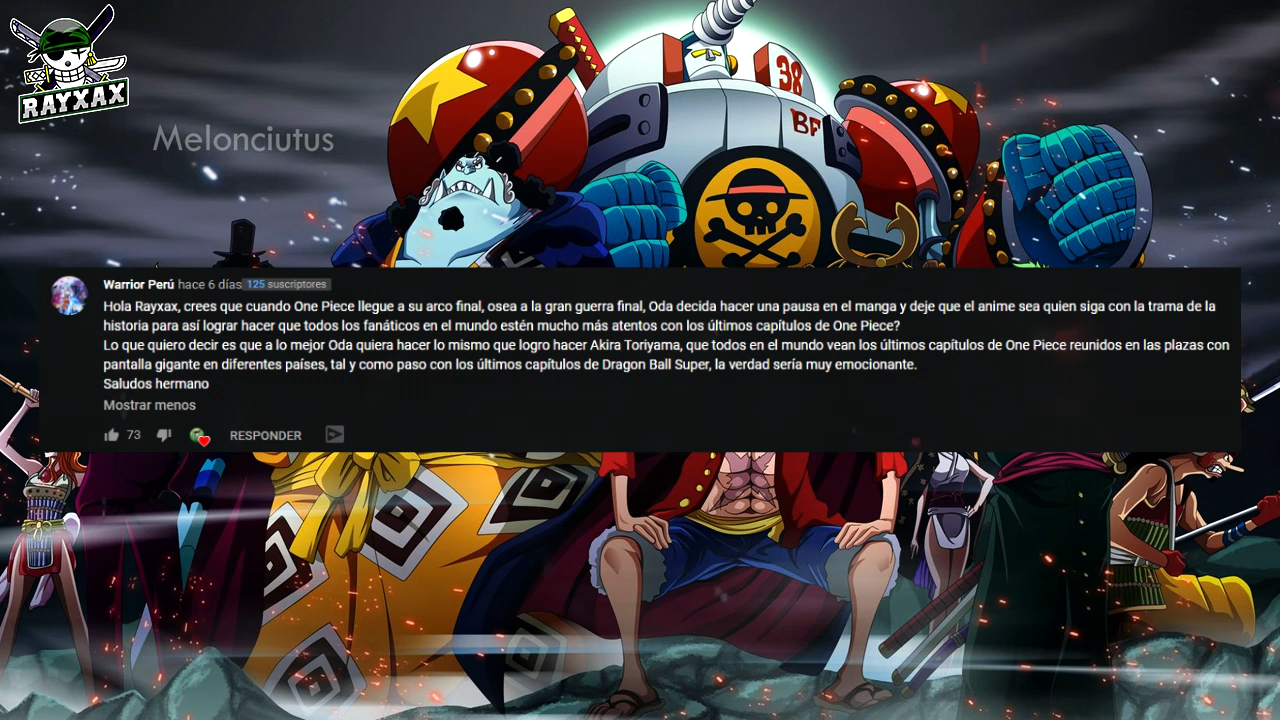 RAYXAX
Melonciutus
38
BF
Warrior Perú hace 6 días 125 suscriptores
Hola Rayxax, crees que cuando One Piece llegue a su arco final, osea a la gran guerra final, Oda decida hacer una pausa en el manga y deje que el anime sea quien siga con la trama de la
historia para así lograr hacer que todos los fanáticos en el mundo estén mucho más atentos con los últimos capítulos de One Piece?
Lo que quiero decir es que a lo mejor Oda quiera hacer lo mismo que logro hacer Akira Toriyama, que todos en el mundo vean los últimos capítulos de One Piece reunidos en las plazas con
pantalla gigante en diferentes países, tal y como paso con los últimos capítulos de Dragon Ball Super, la verdad sería muy emocionante.
Saludos hermano
Mostrar menos
73 RESPONDER